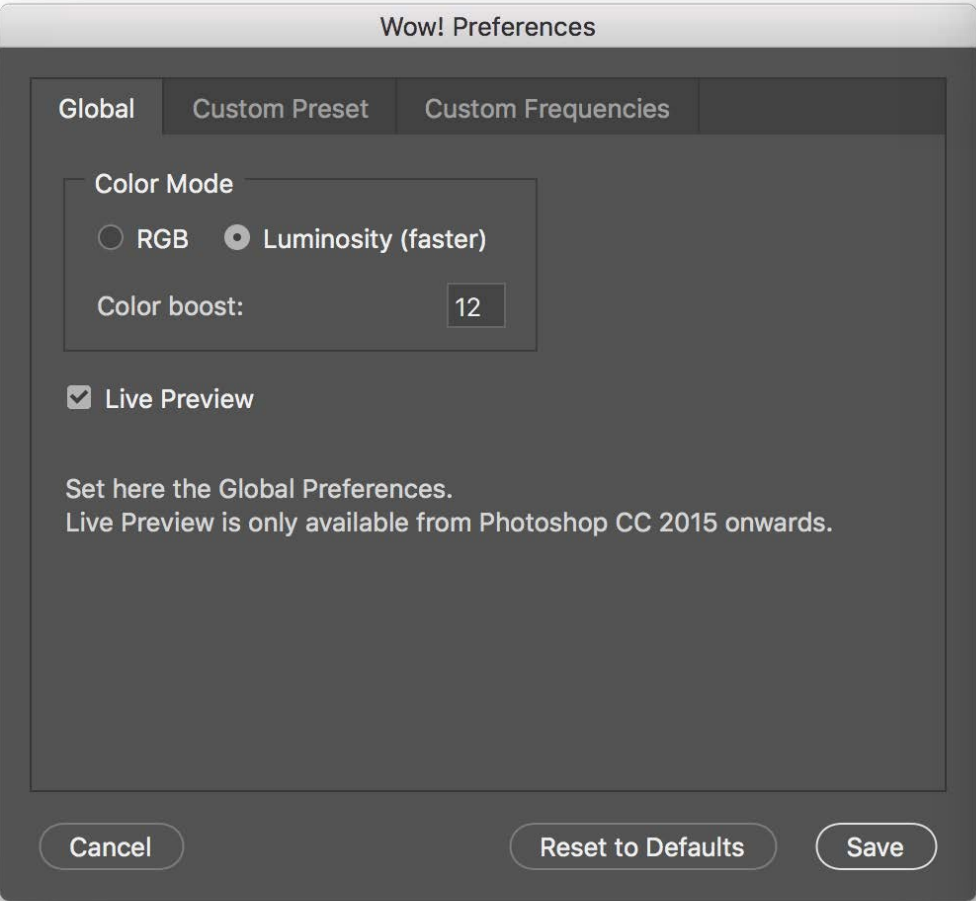 Wow! Preferences
Global Custom Preset Custom Frequencies
Color Mode
RGB Luminosity (faster)
Color boost: 12
Live Preview
Set here the Global Preferences.
Live Preview is only available from Photoshop CC 2015 onwards.
Cancel Reset to Defaults Save